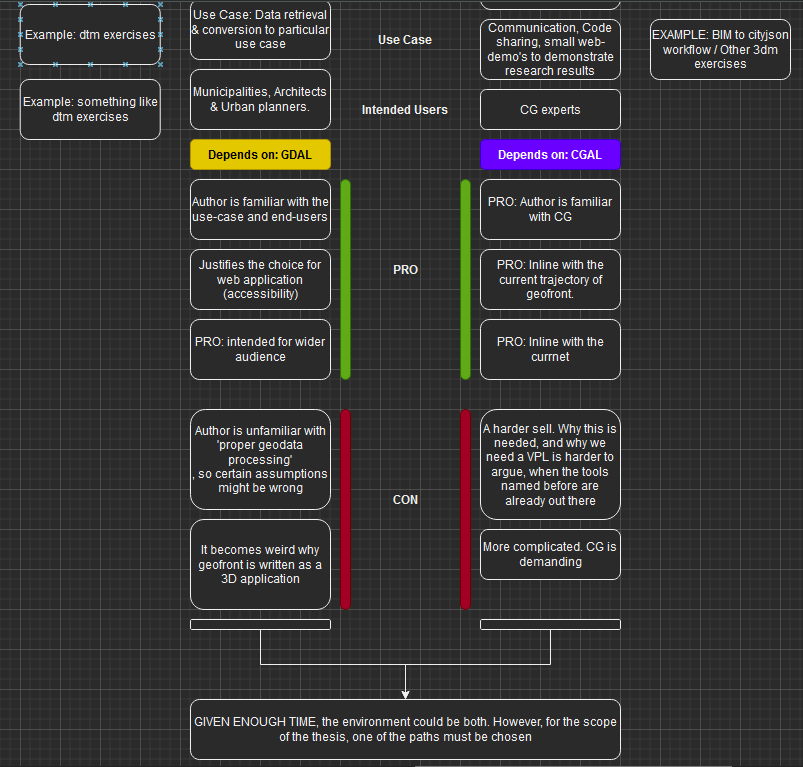 Example: dtm exercises
Example: something like
dtm exercises
Use Case: Data retrieval
& conversion to particular
use case
Municipalities, Architects
& Urban planners.
Depends on: GDAL
Author is familiar with the
use-case and end-users
Justifies the choice for
web application
(accessibility)
PRO: intended for wider
audience
Author is unfamiliar with
'proper geodata
processing'
, so certain assumptions
might be wrong
It becomes weird why
geofront is written as a
3D application
Use Case
Intended Users
PRO
CON
Communication, Code
sharing, small web-
demo's to demonstrate
research results
CG experts
Depends on: CGAL
PRO: Author is familiar
with CG
PRO: Inline with the
current trajectory of
geofront.
PRO: Inline with the
currnet
A harder sell. Why this is
needed, and why we
need a VPL is harder to
argue, when the tools
named before are
already out there
More complicated. CG is
demanding
EXAMPLE: BIM to cityjson
workflow / Other 3dm
exercises
GIVEN ENOUGH TIME, the environment could be both. However, for the scope
of the thesis, one of the paths must be chosen